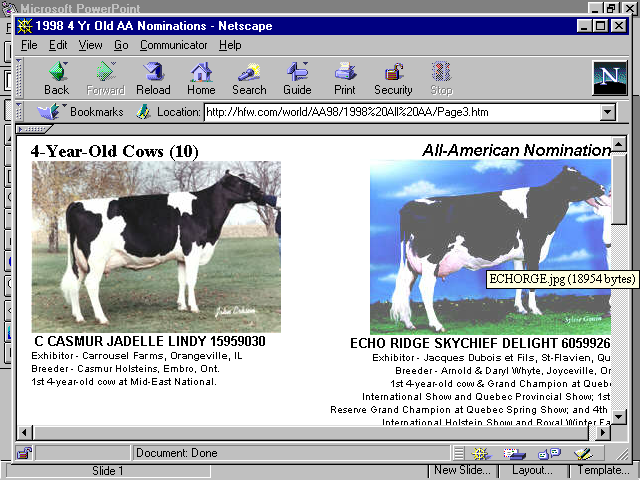 Microsoft PowerPoint
1998 4 Yr Old AA Nominations - Netscape
File Edit View Go Communicator Help
Back Forward Reload Home Search Guide Print Security Stop
N
Bookmarks Location: http://hfw.com/world/AA98/1998%20All%20AA/Page3.htm
4-Year-Old Cows (10)
All-American Nomination
John Erbsen
Sylvie Gosein
ECHORGE.jpg (18954 bytes)
C CASMUR JADELLE LINDY 15959030
Exhibitor - Carrousel Farms, Orangeville, IL
Breeder - Casmur Holsteins, Embro, Ont.
1st 4-year-old cow at Mid-East National.
ECHO RIDGE SKYCHIEF DELIGHT 6059926
Exhibitor - Jacques Dubois et Fils, St-Flavien, Qu
Breeder - Arnold & Daryl Whyte, Joyceville, On
1st 4-year-old cow & Grand Champion at Quebe
International Show and Quebec Provincial Show; 1st
Reserve Grand Champion at Quebec Spring Show; and 4th
International Holstein Show and Royal Winter Fa
Document: Done
Slide 1
New Slide... Layout... Template...